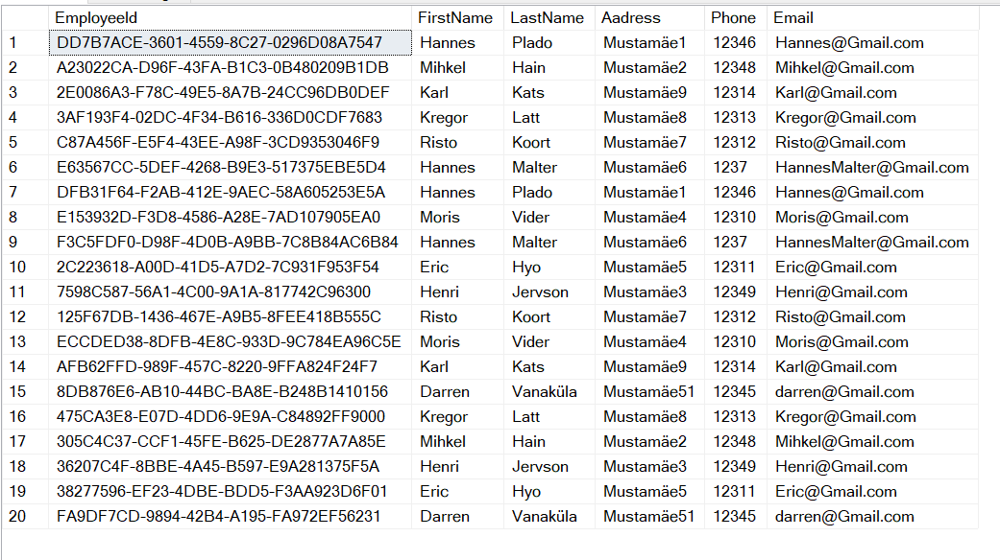 EmployeeId FirstName LastName Aadress Phone Email
1 DD7B7ACE-3601-4559-8C27-0296D08A7547 Hannes Plado Mustamäe1 12346 Hannes@Gmail.com
2 A23022CA-D96F-43FA-B1C3-0B480209B1DB Mihkel Hain Mustamäe2 12348 Mihkel@Gmail.com
3 2E0086A3-F78C-49E5-8A7B-24CC96DB0DEF Karl Kats Mustamäe9 12314 Karl@Gmail.com
4 3AF193F4-02DC-4F34-B616-336D0CDF7683 Kregor Latt Mustamäe8 12313 Kregor@Gmail.com
5 C87A456F-E5F4-43EE-A98F-3CD9353046F9 Risto Koort Mustamäe7 12312 Risto@Gmail.com
6 E63567CC-5DEF-4268-B9E3-517375EBE5D4 Hannes Malter Mustamäe6 1237 HannesMalter@Gmail.com
7 DFB31F64-F2AB-412E-9AEC-58A605253E5A Hannes Plado Mustamäe1 12346 Hannes@Gmail.com
8 E153932D-F3D8-4586-A28E-7AD107905EA0 Moris Vider Mustamäe4 12310 Moris@Gmail.com
9 F3C5FDF0-D98F-4D0B-A9BB-7C8B84AC6B84 Hannes Malter Mustamäe6 1237 HannesMalter@Gmail.com
10 2C223618-A00D-41D5-A7D2-7C931F953F54 Eric Hyo Mustamäe5 12311 Eric@Gmail.com
11 7598C587-56A1-4C00-9A1A-817742C96300 Henri Jervson Mustamäe3 12349 Henri@Gmail.com
12 125F67DB-1436-467E-A9B5-8FEE418B555C Risto Koort Mustamäe7 12312 Risto@Gmail.com
13 ECCDED38-8DFB-4E8C-933D-9C784EA96C5E Moris Vider Mustamäe4 12310 Moris@Gmail.com
14 AFB62FFD-989F-457C-8220-9FFA824F24F7 Karl Kats Mustamäe9 12314 Karl@Gmail.com
15 8DB876E6-AB10-44BC-BA8E-B248B1410156 Darren Vanaküla Mustamäe51 12345 darren@Gmail.com
16 475CA3E8-E07D-4DD6-9E9A-C84892FF9000 Kregor Latt Mustamäe8 12313 Kregor@Gmail.com
17 305C4C37-CCF1-45FE-B625-DE2877A7A85E Mihkel Hain Mustamäe2 12348 Mihkel@Gmail.com
18 36207C4F-8BBE-4A45-B597-E9A281375F5A Henri Jervson Mustamäe3 12349 Henri@Gmail.com
19 38277596-EF23-4DBE-BDD5-F3AA923D6F01 Eric Hyo Mustamäe5 12311 Eric@Gmail.com
20 FA9DF7CD-9894-42B4-A195-FA972EF56231 Darren Vanaküla Mustamäe51 12345 darren@Gmail.com